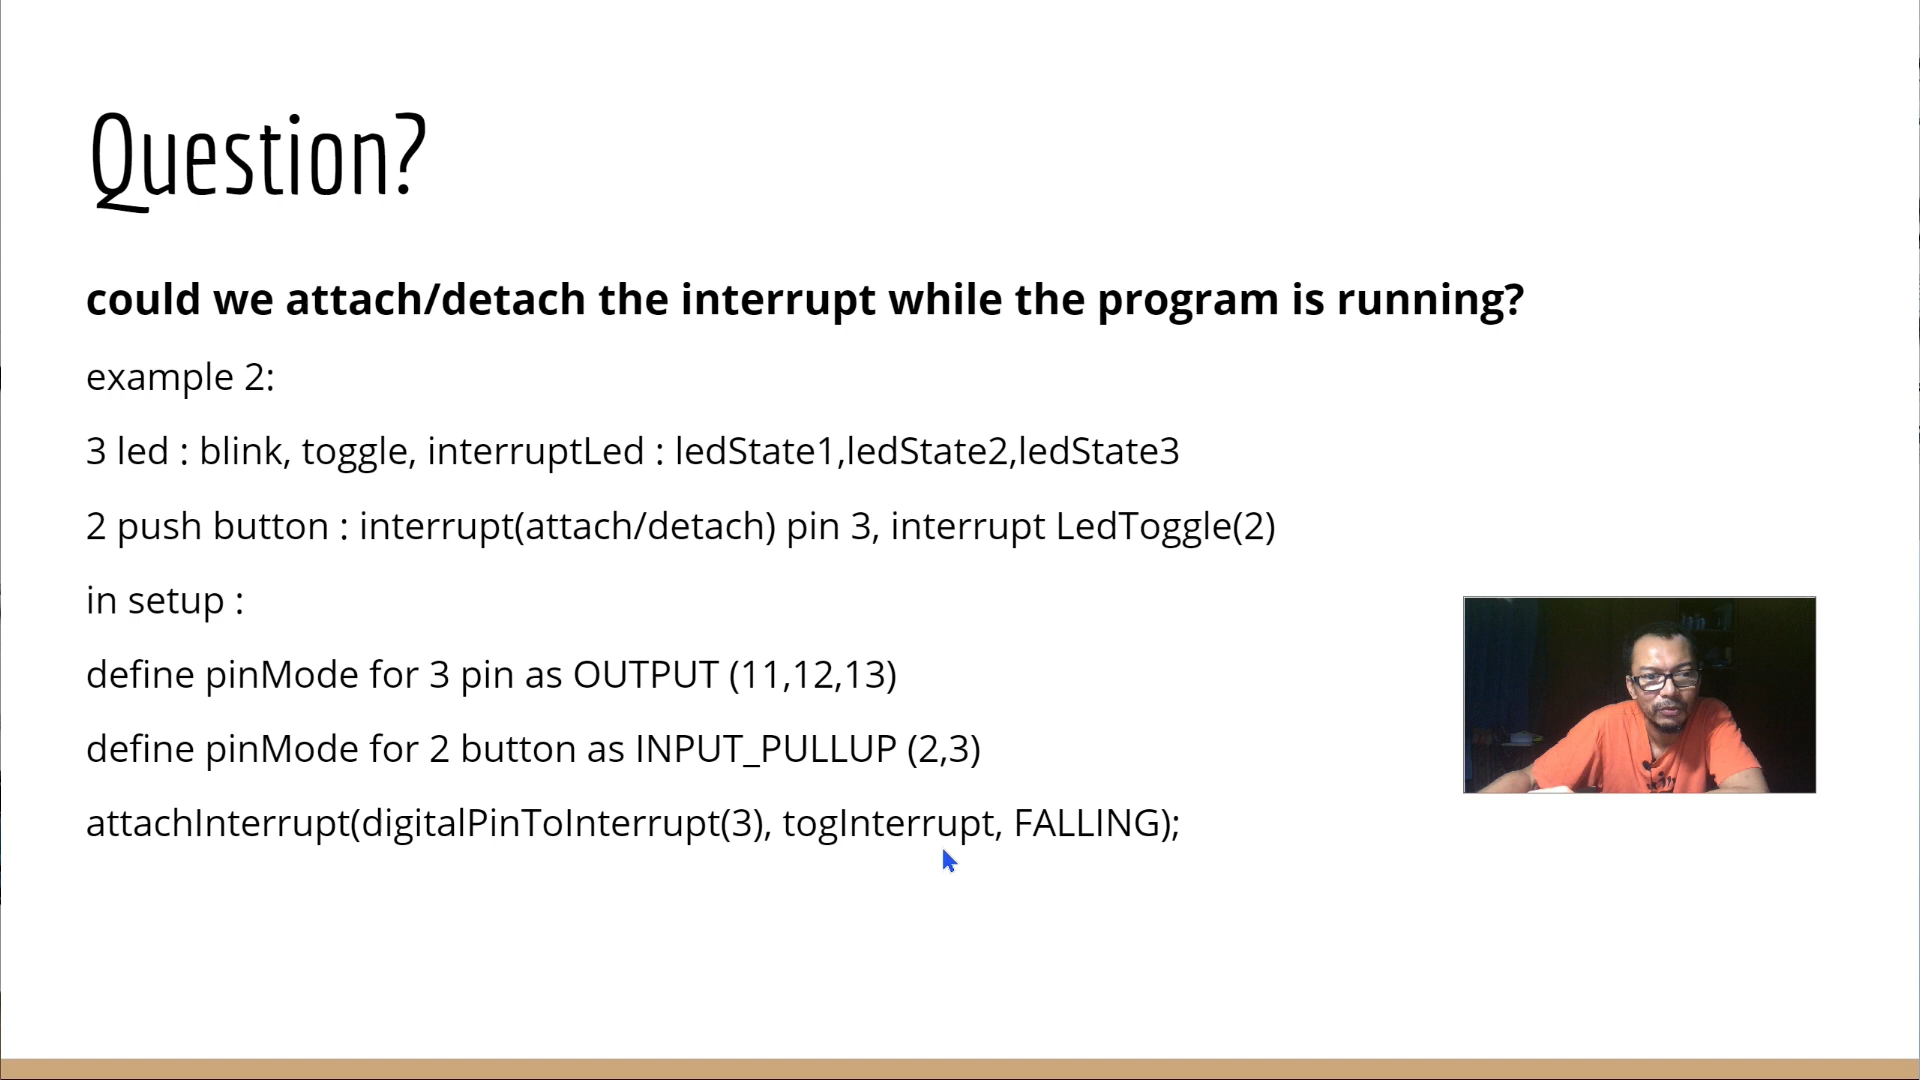 Question?
could we attach/detach the interrupt while the program is running?
example 2:
3 led : blink, toggle, interruptLed : ledState1,ledState2,ledState3
2 push button : interrupt(attach/detach) pin 3, interrupt LedToggle(2)
in setup :
define pinMode for 3 pin as OUTPUT (11,12,13)
define pinMode for 2 button as INPUT_PULLUP (2,3)
attachInterrupt(digitalPinToInterrupt(3), togInterrupt, FALLING);